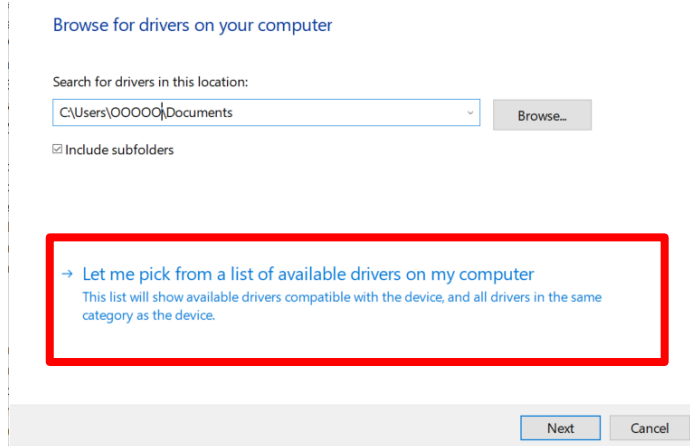 Browse for drivers on your computer
Search for drivers in this location:
C:\Users\OOOOO\Documents
Browse...
Include subfolders
→ Let me pick from a list of available drivers on my computer
This list will show available drivers compatible with the device, and all drivers in the same
category as the device.
Next
Cancel